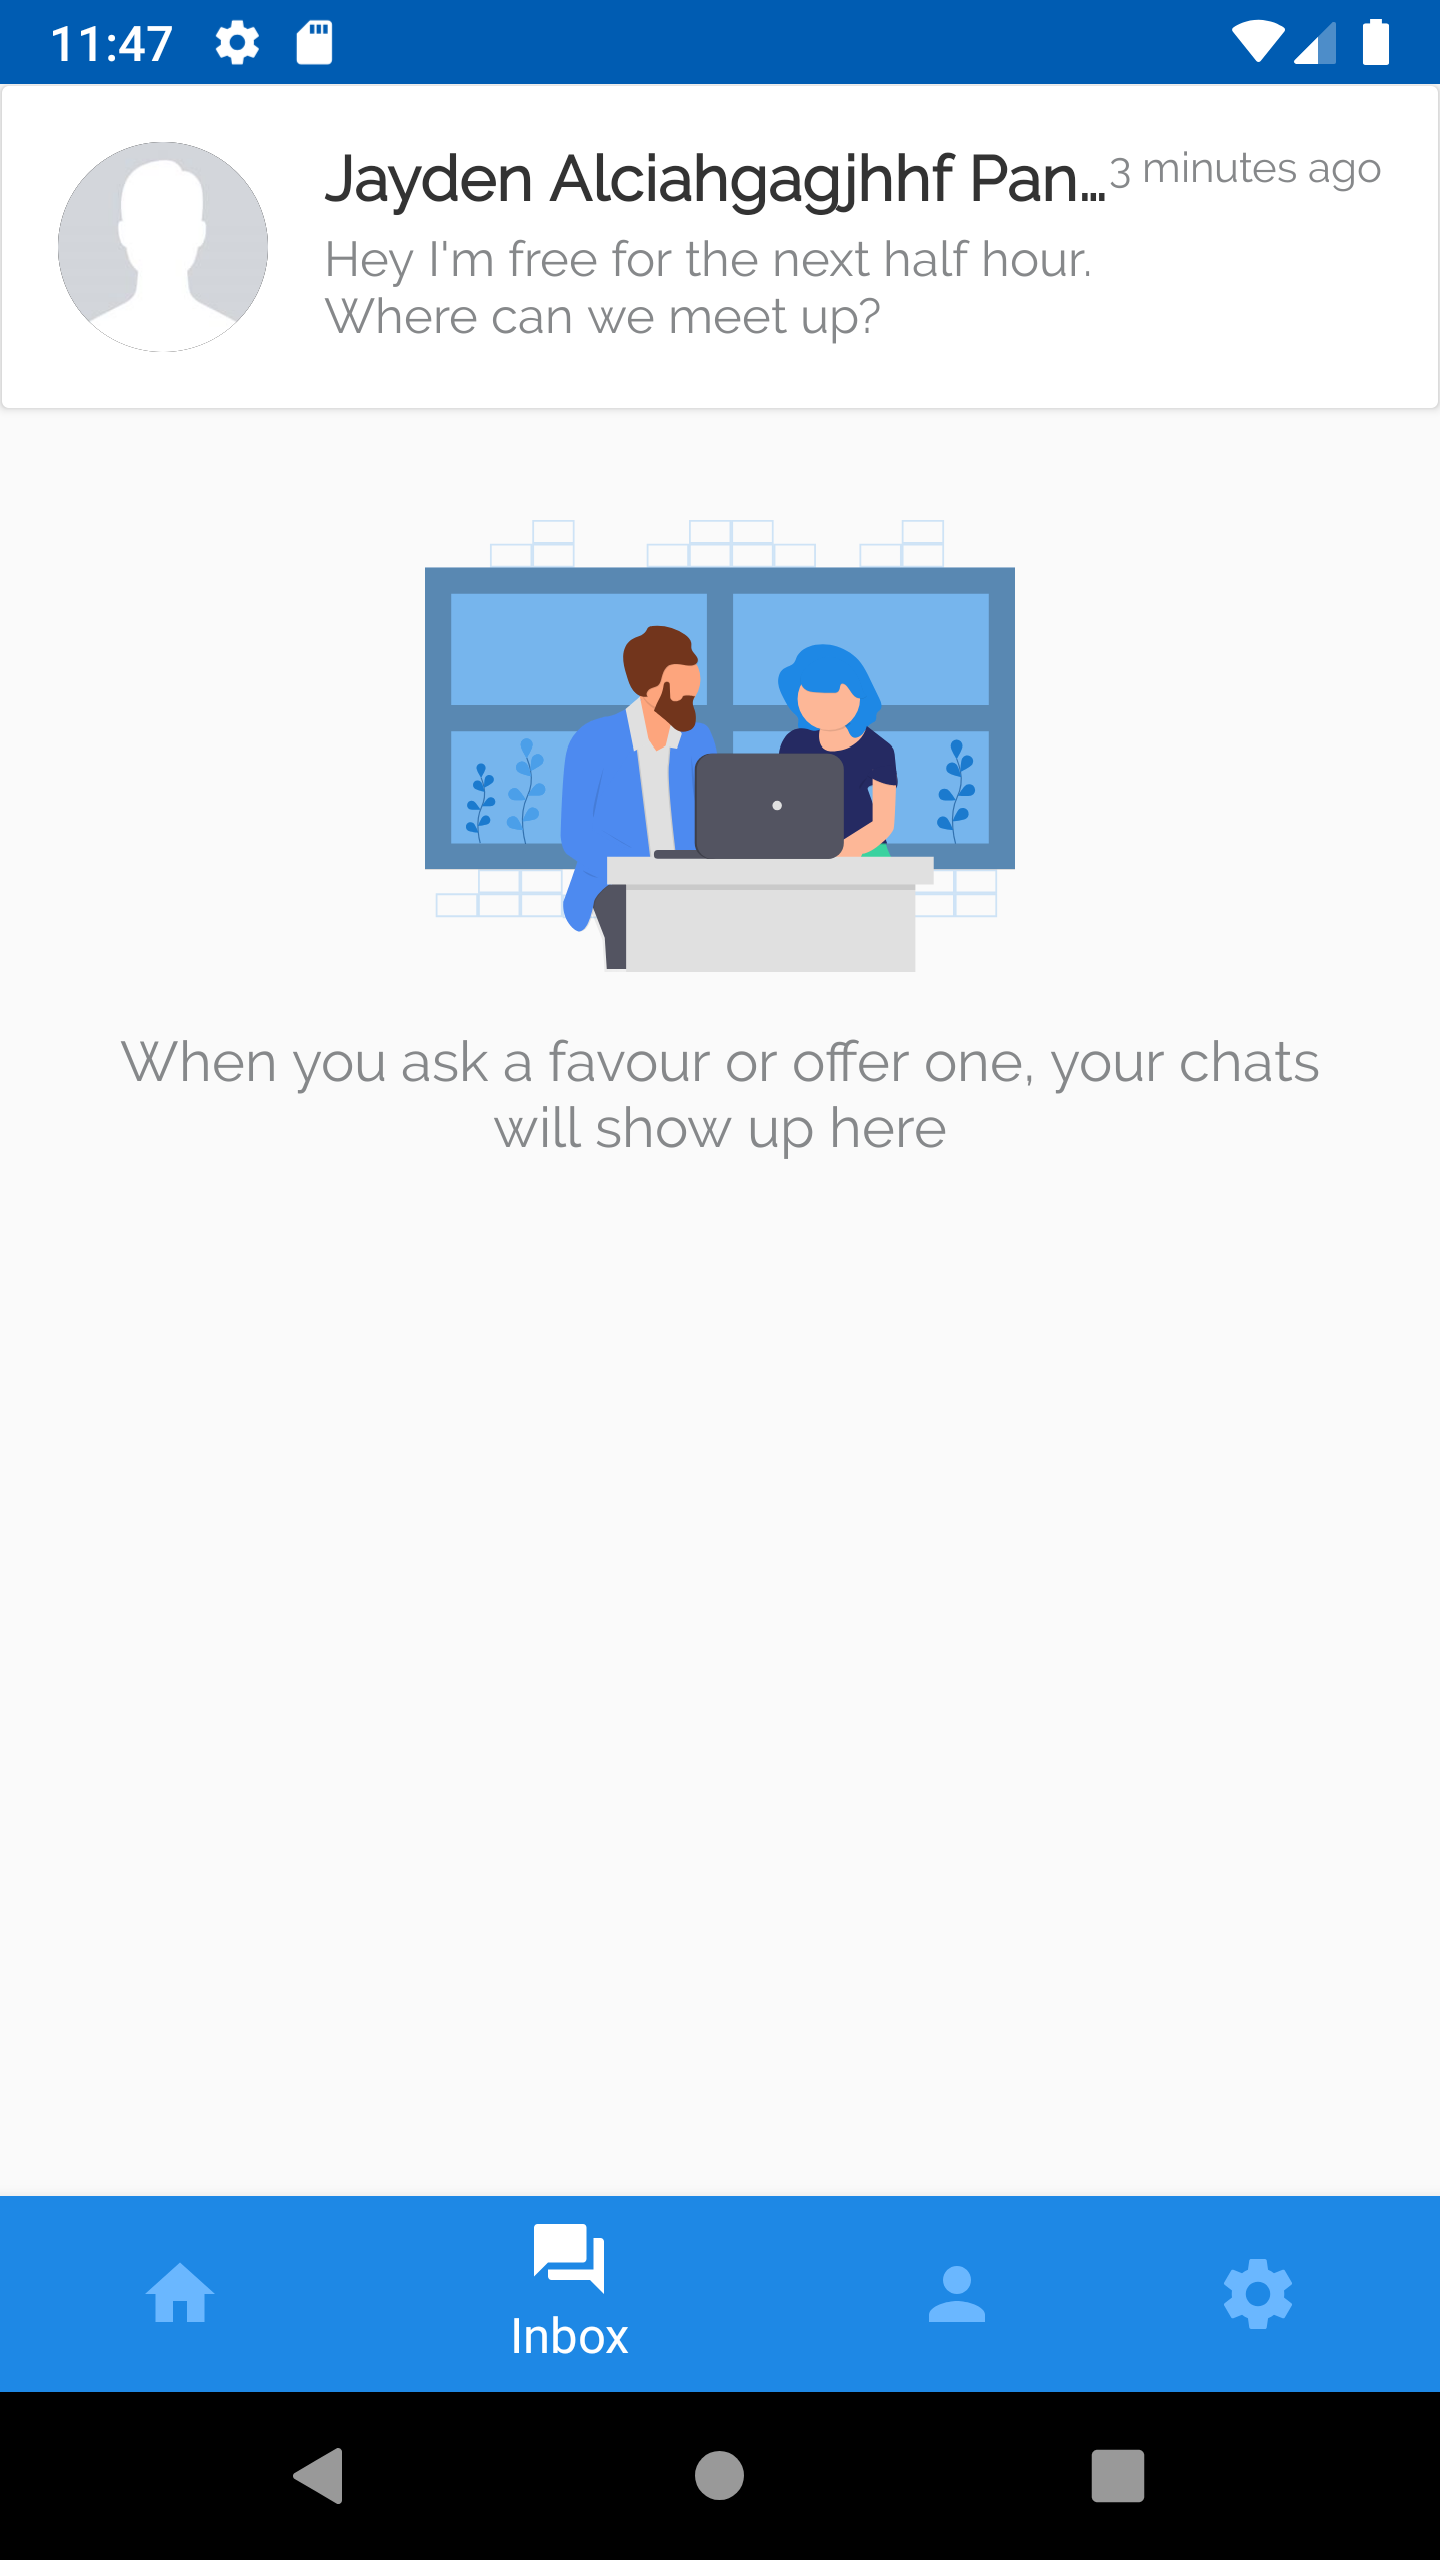 11:47
Jayden Alciahgagjhhf Pan...
3 minutes ago
Hey I'm free for the next half hour.
Where can we meet up?
When you ask a favour or offer one, your chats
will show up here
Inbox